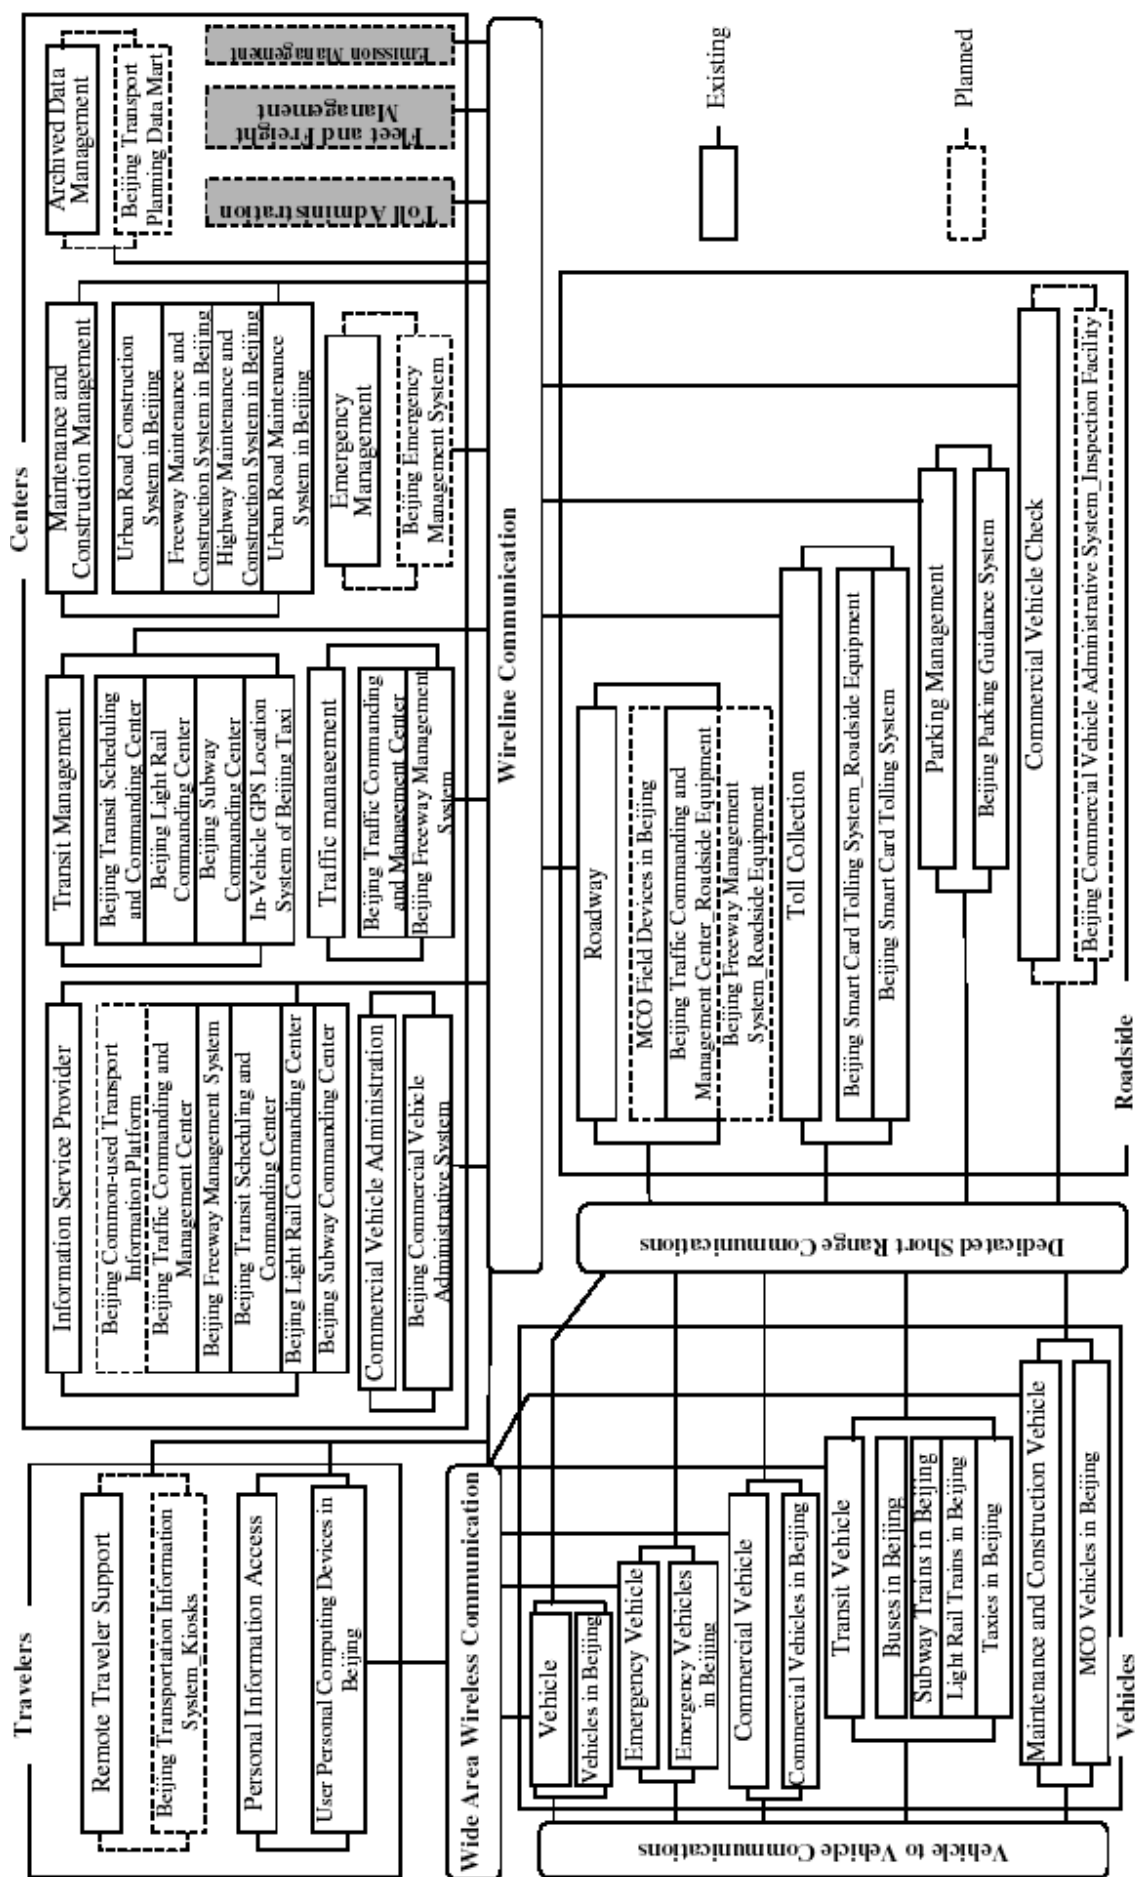 Travelers
Remote Traveler Support
Beijing Transportation Information
System_Kiosks
Personal Information Access
User Personal Computing Devices in
Beijing
Centers
Information Service Provider
Beijing Common-used Transport
Information Platform
Beijing Traffic Commanding and
Management Center
Beijing Freeway Management System
Beijing Transit Scheduling and
Commanding Center
Beijing Light Rail Commanding Center
Beijing Subway Commanding Center
Commercial Vehicle Administration
Beijing Commercial Vehicle
Administrative System
Transit Management
Beijing Transit Scheduling
and Commanding Center
Beijing Light Rail
Commanding Center
Beijing Subway
Commanding Center
In-Vehicle GPS Location
System of Beijing Taxi
Traffic management
Beijing Traffic Commanding
and Management Center
Beijing Freeway Management
System
Maintenance and
Construction Management
Urban Road Construction
System in Beijing
Freeway Maintenance and
Construction System in Beijing
Highway Maintenance and
Construction System in Beijing
Urban Road Maintenance
System in Beijing
Emergency
Management
Beijing Emergency
Management System
Archived Data
Management
Beijing Transport
Planning Data Mart
Toll Administration
Fleet and Freight
Management
Emission Management
Wide Area Wireless Communication
Wireline Communication
Vehicle to Vehicle Communications
Vehicle
Vehicles in Beijing
Emergency Vehicle
Emergency Vehicles
in Beijing
Commercial Vehicle
Commercial Vehicles in Beijing
Transit Vehicle
Buses in Beijing
Subway Trains in Beijing
Light Rail Trains in Beijing
Taxies in Beijing
Maintenance and Construction Vehicle
MCO Vehicles in Beijing
Vehicles
Dedicated Short Range Communications
Roadway
MCO Field Devices in Beijing
Beijing Traffic Commanding and
Management Center_Roadside Equipment
Beijing Freeway Management
System_Roadside Equipment
Toll Collection
Beijing Smart Card Tolling System_Roadside Equipment
Beijing Smart Card Tolling System
Parking Management
Beijing Parking Guidance System
Commercial Vehicle Check
Beijing Commercial Vehicle Administrative System_Inspection Facility
Roadside
Existing
Planned